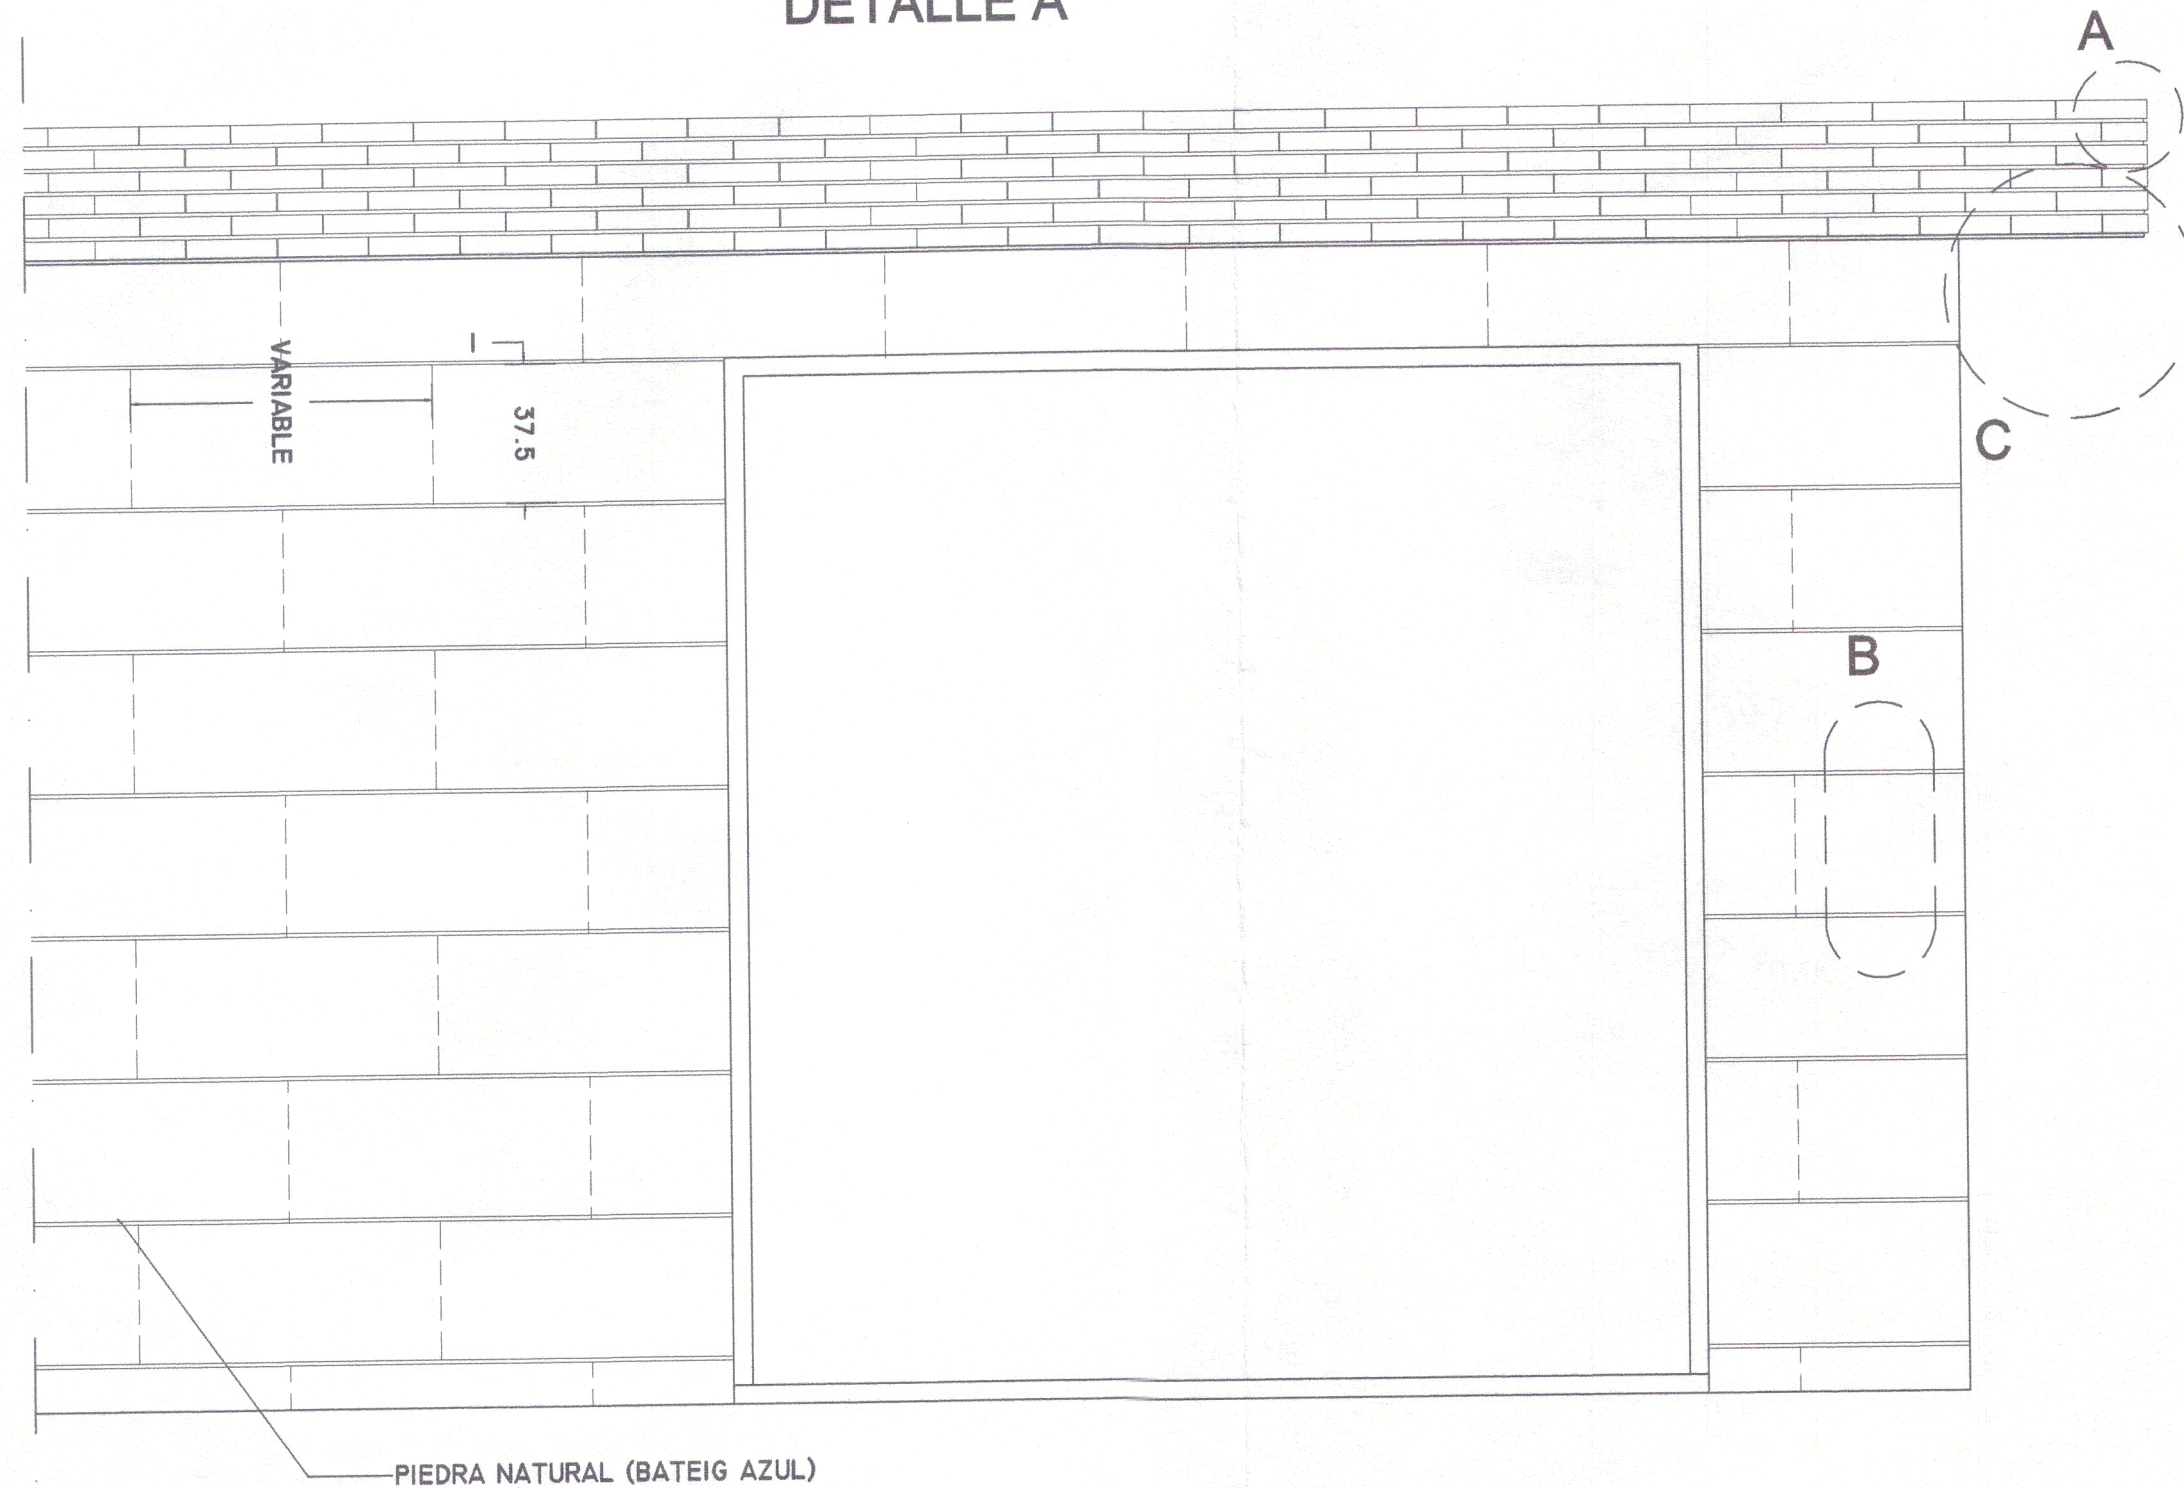 DETALLE A
A
VARIABLE
37.5
C
B
PIEDRA NATURAL (BATEIG AZUL)